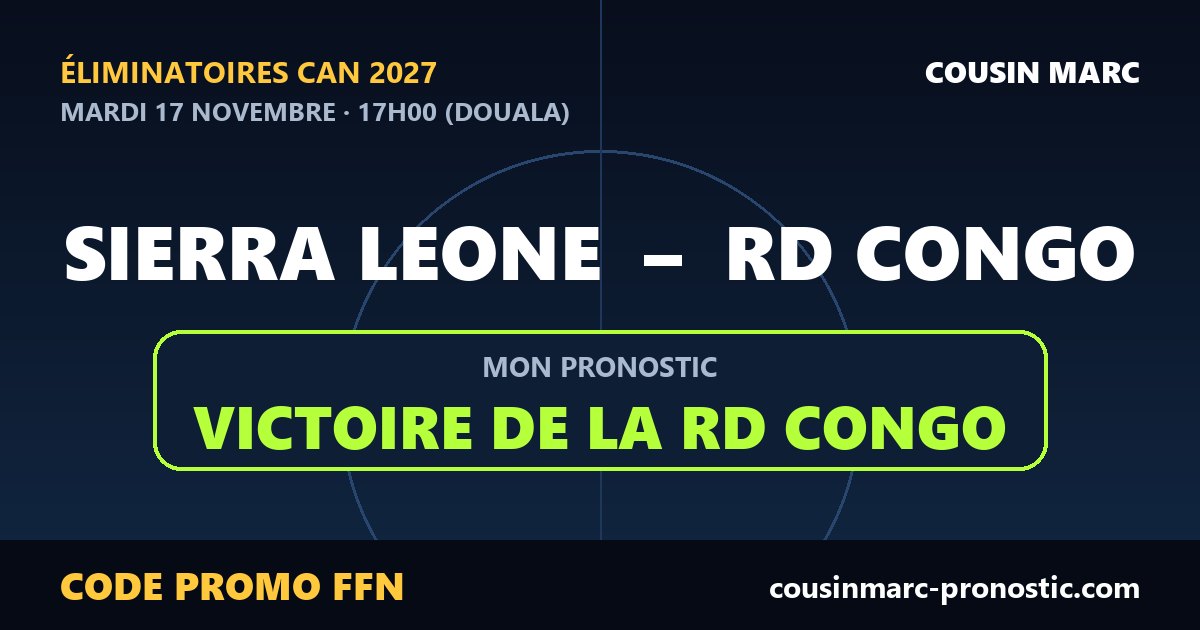 ÉLIMINATOIRES CAN 2027
COUSIN MARC
MARDI 17 NOVEMBRE · 17H00 (DOUALA)
SIERRA LEONE – RD CONGO
MON PRONOSTIC
VICTOIRE DE LA RD CONGO
CODE PROMO FFN
cousinmarc-pronostic.com